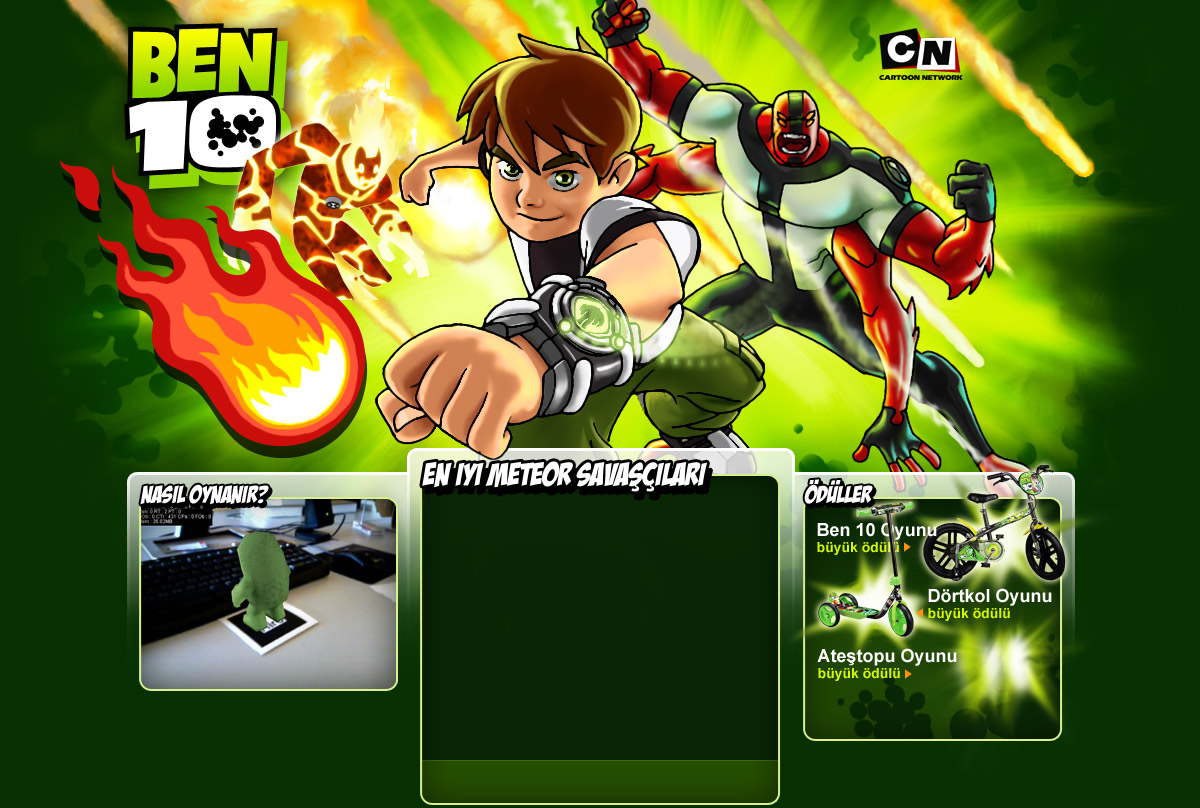 BEN
10
CN
CARTOON NETWORK
EN IYI METEOR SAVAŞÇILARI
NASIL OYNANIR?
ÖDÜLLER
Ben 10 Oyunu
büyük ödülü
Dörtkol Oyunu
büyük ödülü
Ateştopu Oyunu
büyük ödülü